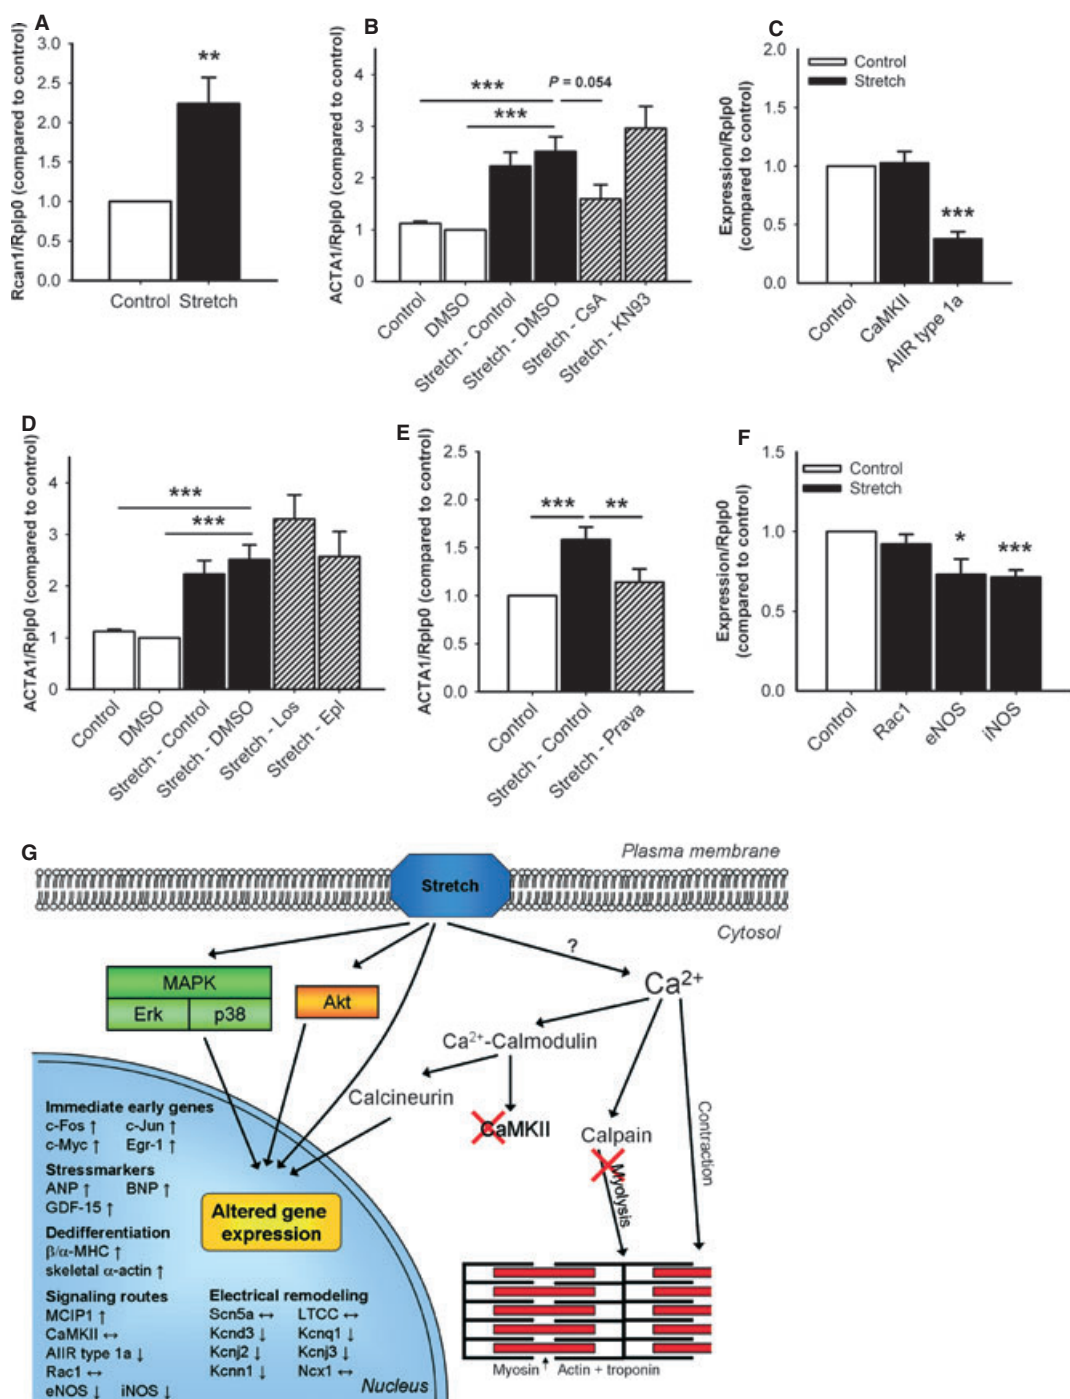 A
Rcan1/Rplp0 (compared to control)
3.0
2.5
2.0
1.5
1.0
0.5
0.0
**
Control Stretch
B
ACTA1/Rplp0 (compared to control)
4
3
2
1
0
***
P = 0.054
***
Control
DMSO
Stretch - Control
Stretch - DMSO
Stretch - CsA
Stretch - KN93
C
Expression/Rplp0
(compared to control)
2.0
1.5
1.0
0.5
0.0
Control
Stretch
***
Control
CaMKII
AIIR type 1a
D
ACTA1/Rplp0 (compared to control)
4
3
2
1
0
***
***
Control
DMSO
Stretch - Control
Stretch - DMSO
Stretch - Los
Stretch - Epl
E
ACTA1/Rplp0 (compared to control)
2.5
2.0
1.5
1.0
0.5
0.0
***
**
Control
Stretch - Control
Stretch - Prava
F
Expression/Rplp0
(compared to control)
1.5
1.0
0.5
0.0
Control
Stretch
*
***
Control
Rac1
eNOS
iNOS
G
Plasma membrane
Stretch
Cytosol
?
MAPK
Erk p38
Akt
Ca²⁺
Ca²⁺-Calmodulin
Calcineurin
CaMKII
Calpain
Myolysis
Contraction
Immediate early genes
c-Fos ↑ c-Jun ↑
c-Myc ↑ Egr-1 ↑
Stressmarkers
ANP ↑ BNP ↑
GDF-15 ↑
Dedifferentiation
β/α-MHC ↑
skeletal α-actin ↑
Signaling routes
MCIP1 ↑
CaMKII ↔
AIIR type 1a ↓
Rac1 ↔
eNOS ↓ iNOS ↓
Altered gene
expression
Electrical remodeling
Scn5a ↔ LTCC ↔
Kcnd3 ↓ Kcnq1 ↓
Kcnj2 ↓ Kcnj3 ↓
Kcnn1 ↓ Ncx1 ↔
Nucleus
Myosin ↑ Actin + troponin